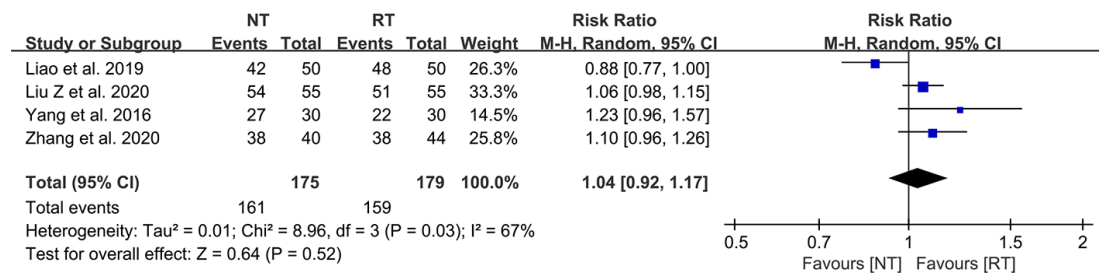 NT RT Risk Ratio Risk Ratio
Study or Subgroup Events Total Events Total Weight M-H, Random, 95% CI M-H, Random, 95% CI
Liao et al. 2019 42 50 48 50 26.3% 0.88 [0.77, 1.00]
Liu Z et al. 2020 54 55 51 55 33.3% 1.06 [0.98, 1.15]
Yang et al. 2016 27 30 22 30 14.5% 1.23 [0.96, 1.57]
Zhang et al. 2020 38 40 38 44 25.8% 1.10 [0.96, 1.26]
Total (95% CI) 175 179 100.0% 1.04 [0.92, 1.17]
Total events 161 159
Heterogeneity: Tau² = 0.01; Chi² = 8.96, df = 3 (P = 0.03); I² = 67%
Test for overall effect: Z = 0.64 (P = 0.52)
0.5 0.7 1 1.5 2
Favours [NT] Favours [RT]